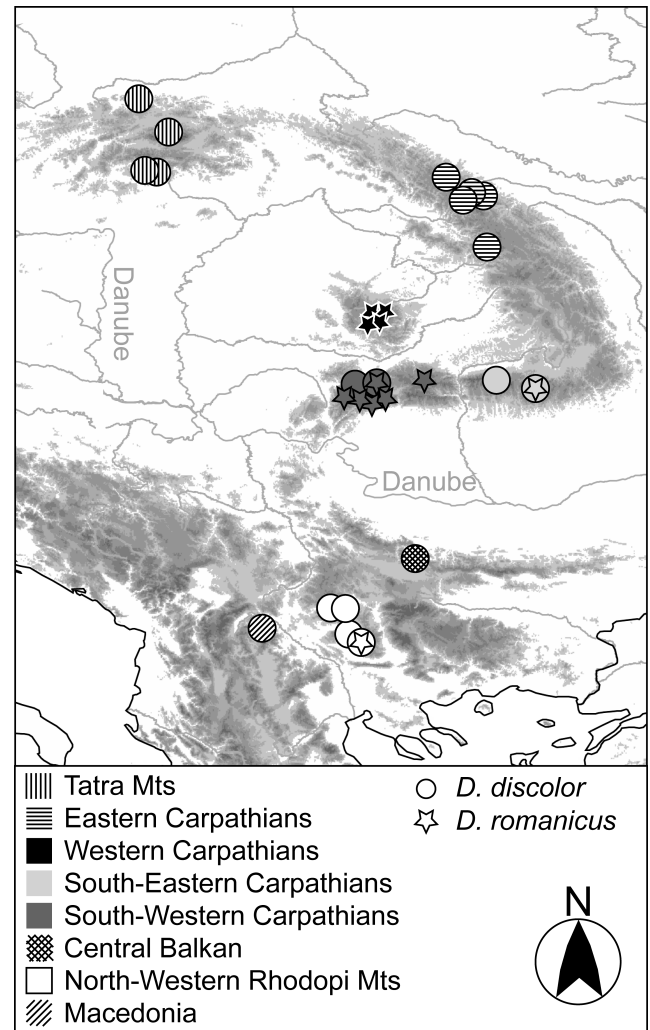 Danube
Danube
Tatra Mts
Eastern Carpathians
Western Carpathians
South-Eastern Carpathians
South-Western Carpathians
Central Balkan
North-Western Rhodopi Mts
Macedonia
D. discolor
D. romanicus
N